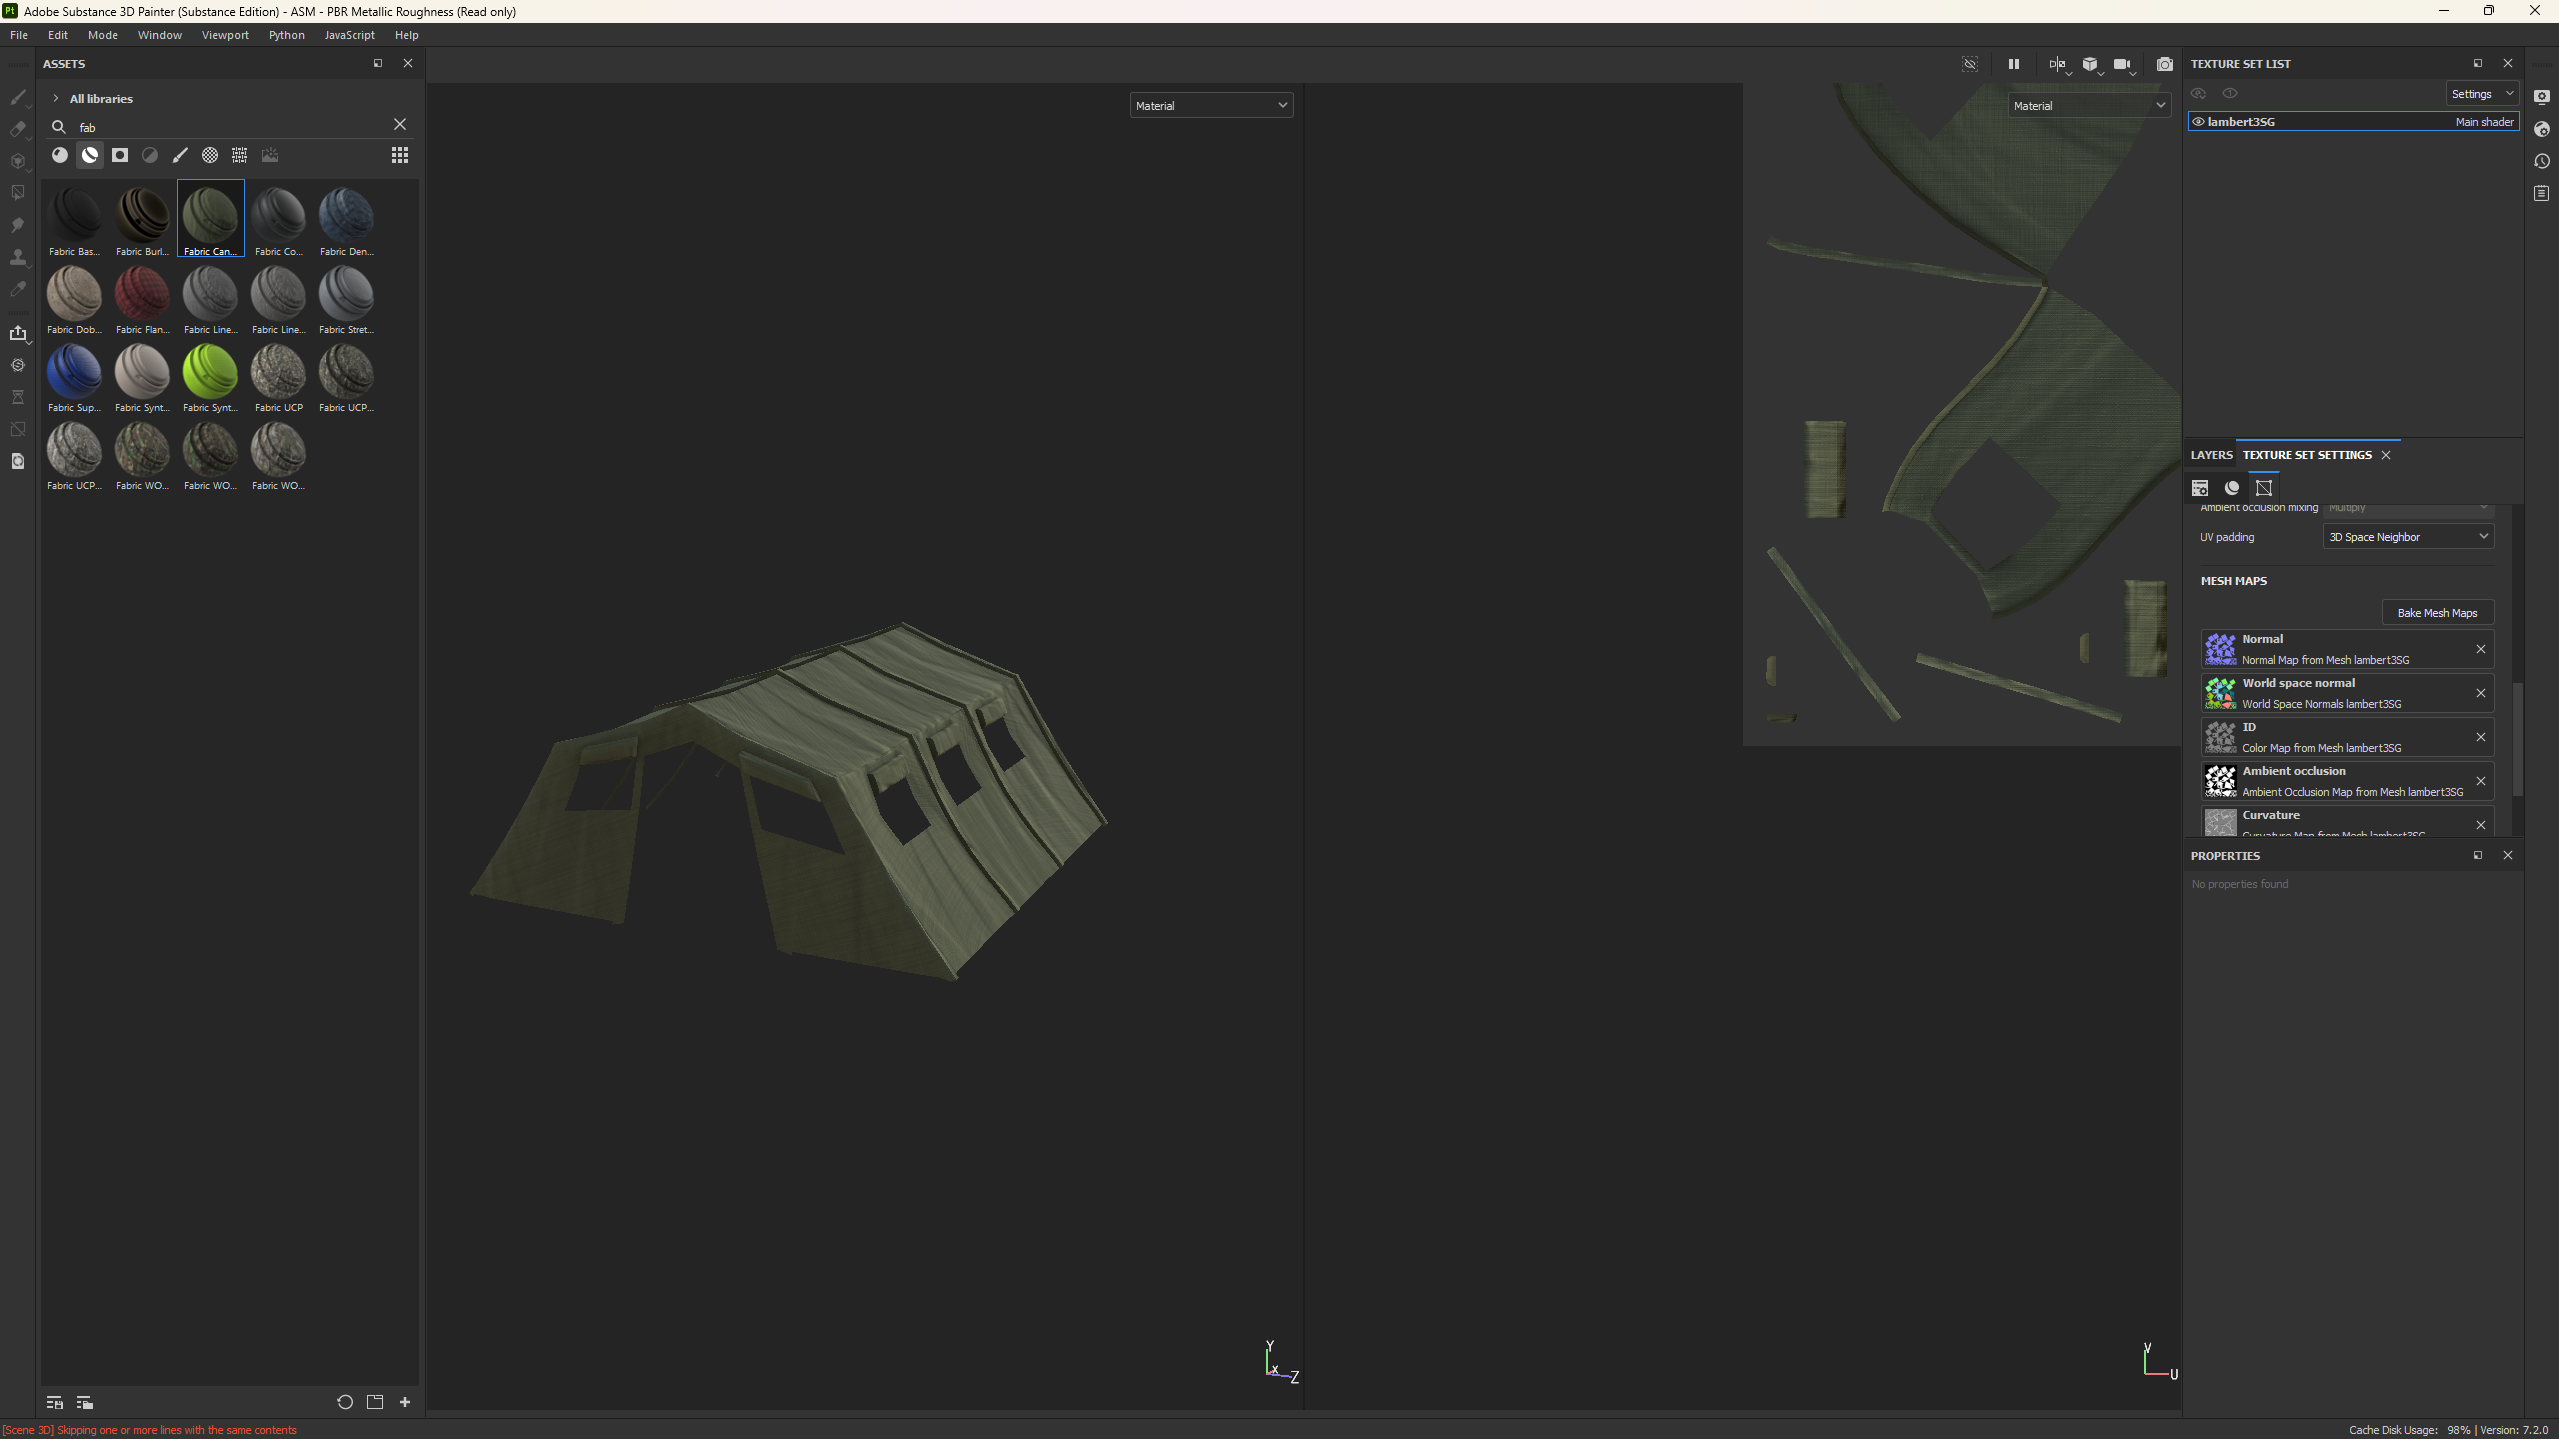 Pt Adobe Substance 3D Painter (Substance Edition) - ASM - PBR Metallic Roughness (Read only)
File Edit Mode Window Viewport Python JavaScript Help
ASSETS
All libraries
fab
Fabric Bas... Fabric Burl... Fabric Can... Fabric Co... Fabric Den...
Fabric Dob... Fabric Flan... Fabric Line... Fabric Line... Fabric Stret...
Fabric Sup... Fabric Synt... Fabric Synt... Fabric UCP Fabric UCP...
Fabric UCP... Fabric WO... Fabric WO... Fabric WO...
Material
Y
X
Z
Material
V
U
TEXTURE SET LIST
Settings
lambert3SG Main shader
LAYERS TEXTURE SET SETTINGS
Ambient occlusion mixing Multiply
UV padding 3D Space Neighbor
MESH MAPS
Bake Mesh Maps
Normal
Normal Map from Mesh lambert3SG
World space normal
World Space Normals lambert3SG
ID
Color Map from Mesh lambert3SG
Ambient occlusion
Ambient Occlusion Map from Mesh lambert3SG
Curvature
Curvature Map from Mesh lambert3SG
PROPERTIES
No properties found
[Scene 3D] Skipping one or more lines with the same contents
Cache Disk Usage: 98% | Version: 7.2.0